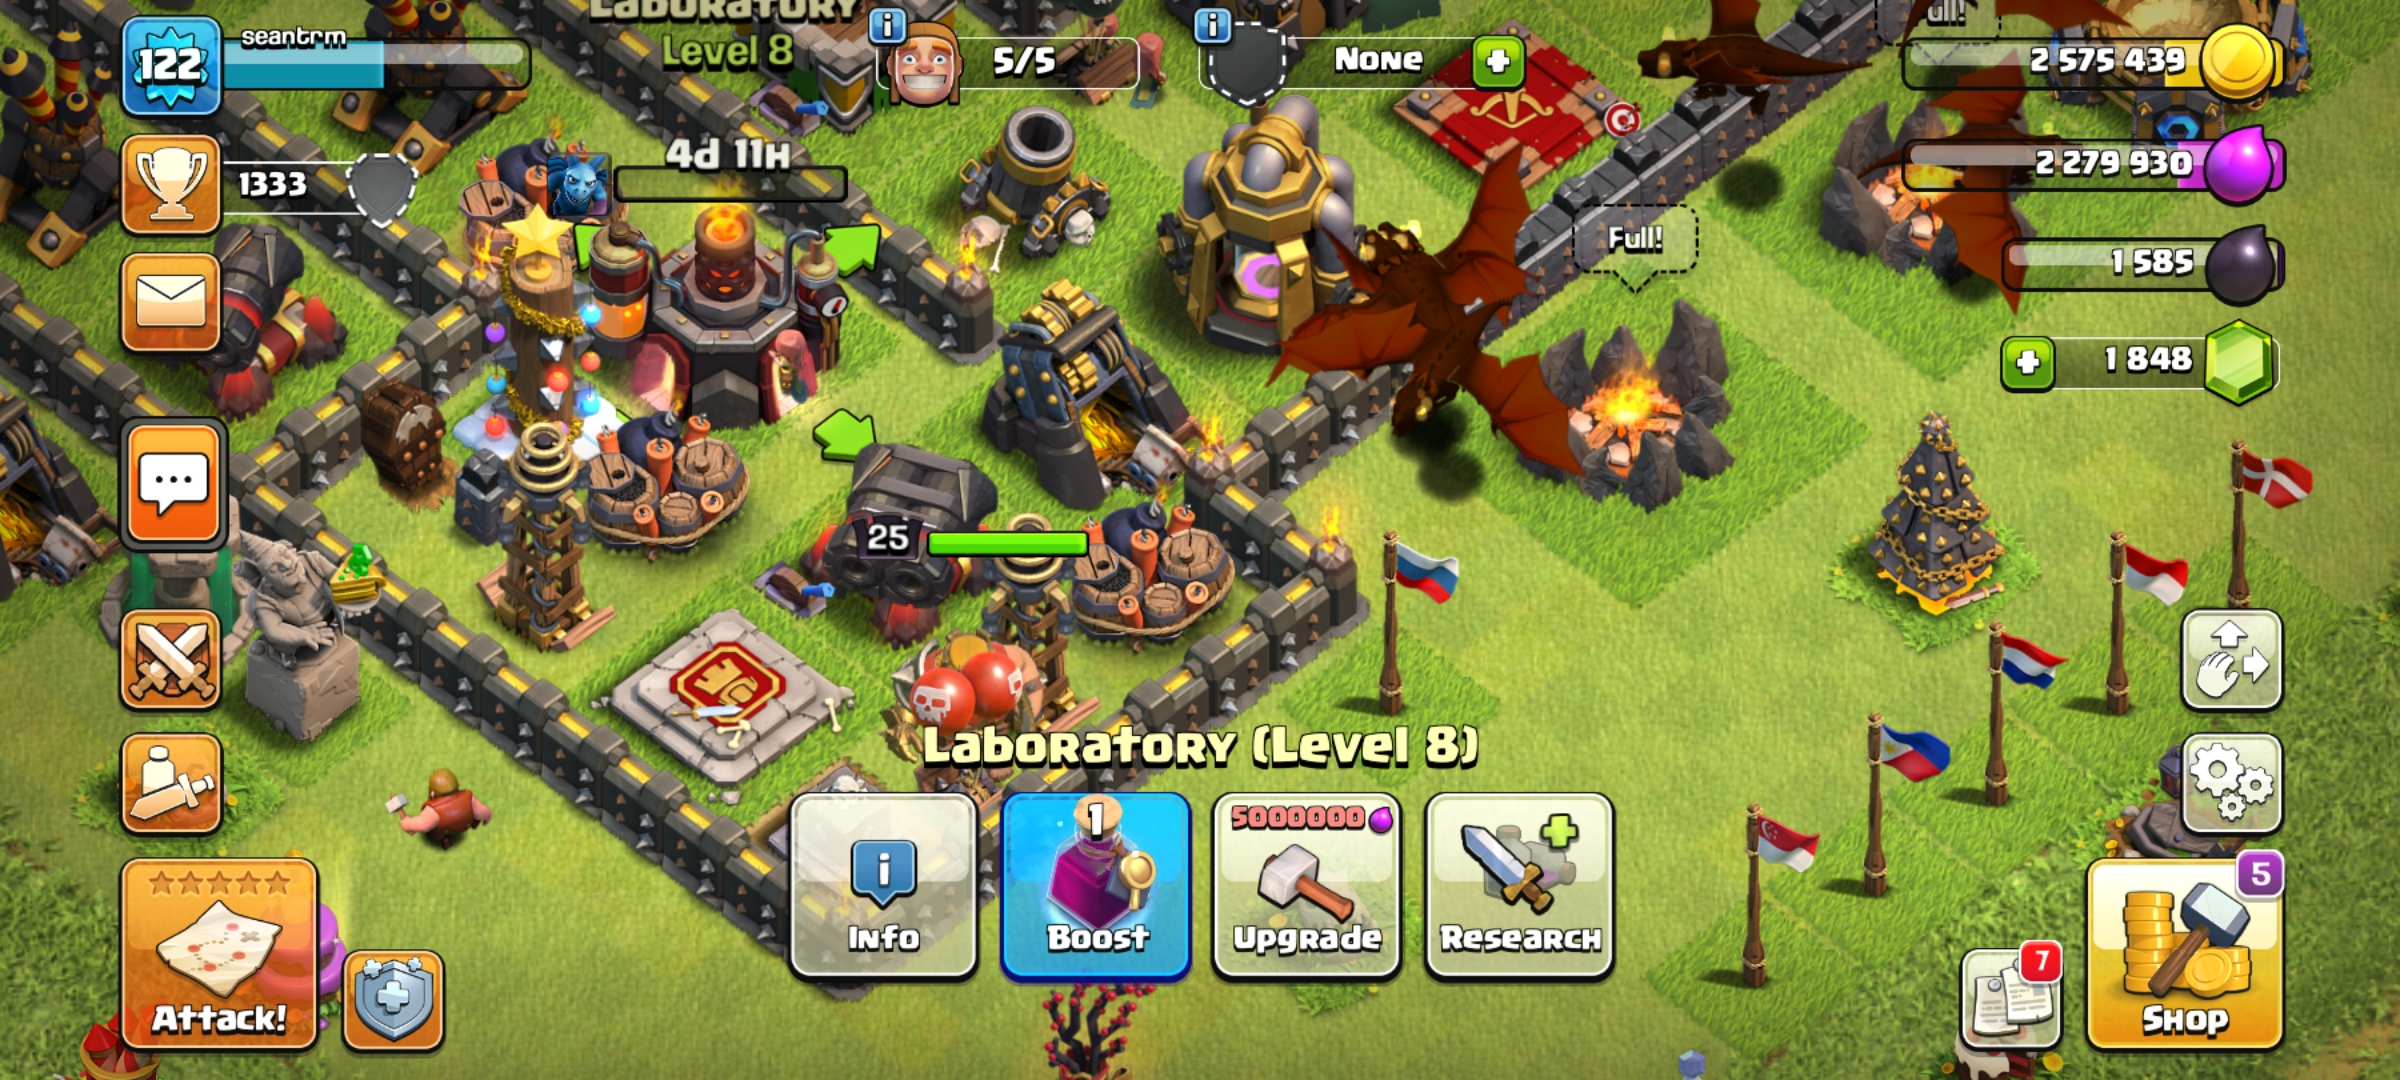 Laboratory
Level 8
Full!
122
seantrm
5/5
None
2 575 439
4d 11h
1333
2 279 930
Full!
1 585
1 848
25
Laboratory (Level 8)
1
5000000
Info
Boost
Upgrade
Research
5
7
Attack!
Shop